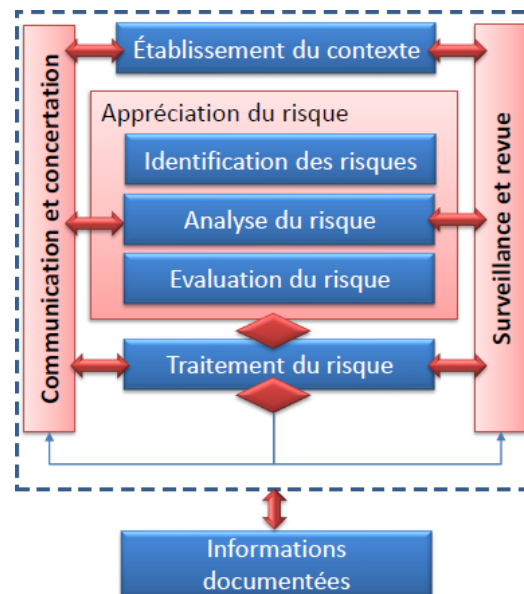 Établissement du contexte
Communication et concertation
Surveillance et revue
Appréciation du risque
Identification des risques
Analyse du risque
Evaluation du risque
Traitement du risque
Informations
documentées